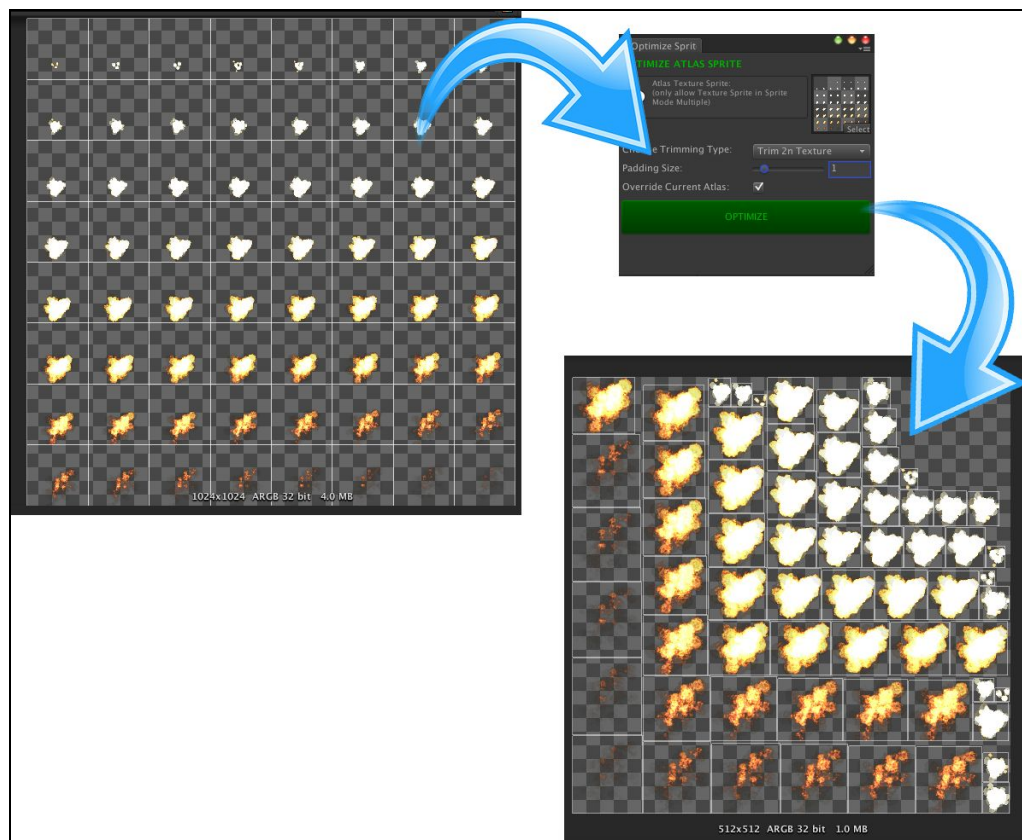 1024x1024 ARGB 32 bit 4.0 MB
Optimize Sprit
TIMIZE ATLAS SPRITE
Atlas Texture Sprite:
(only allow Texture Sprite in Sprite
Mode Multiple)
Select
Trimming Type: Trim 2n Texture
Padding Size: 1
Override Current Atlas:
OPTIMIZE
512x512 ARGB 32 bit 1.0 MB